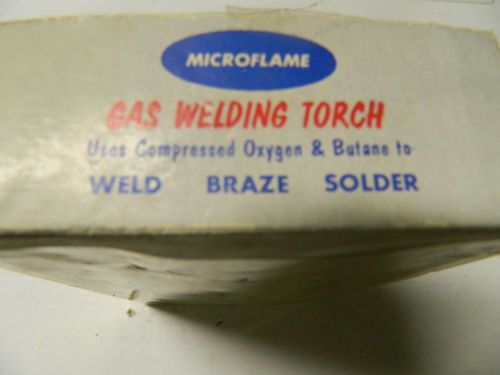 MICROFLAME
GAS WELDING TORCH
Uses Compressed Oxygen & Butane to
WELD BRAZE SOLDER